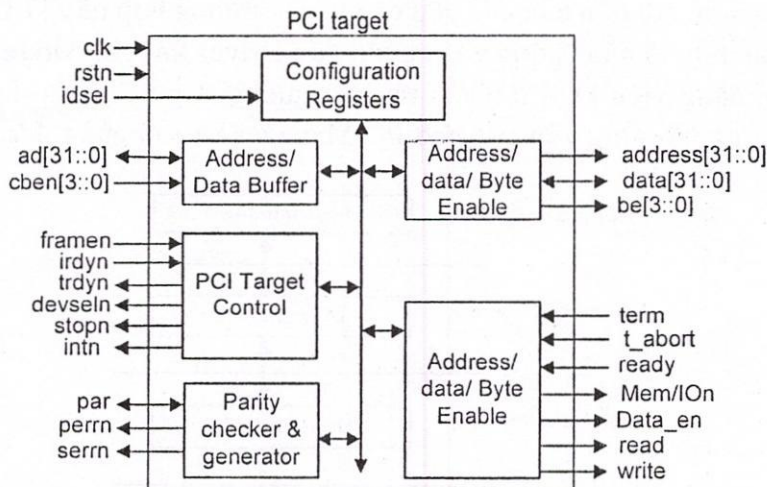 PCI target
clk
rstn
idsel
Configuration
Registers
ad[31::0]
cben[3::0]
Address/
Data Buffer
Address/
data/ Byte
Enable
address[31::0]
data[31::0]
be[3::0]
framen
irdyn
trdyn
devseln
stopn
intn
PCI Target
Control
Address/
data/ Byte
Enable
term
t_abort
ready
Mem/IOn
Data_en
read
write
par
perrn
serrn
Parity
checker &
generator